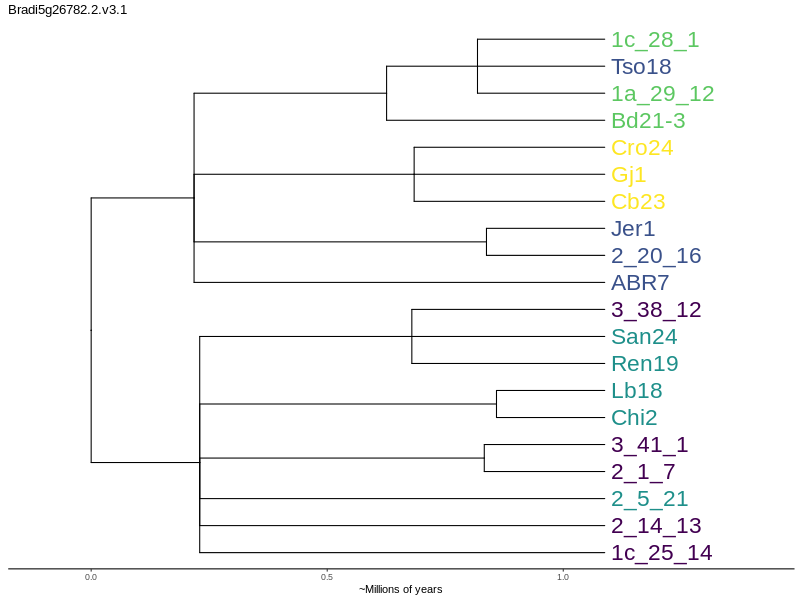 Bradi5g26782.2.v3.1
1c_28_1
Tso18
1a_29_12
Bd21-3
Cro24
Gj1
Cb23
Jer1
2_20_16
ABR7
3_38_12
San24
Ren19
Lb18
Chi2
3_41_1
2_1_7
2_5_21
2_14_13
1c_25_14
0.0 0.5 1.0
~Millions of years